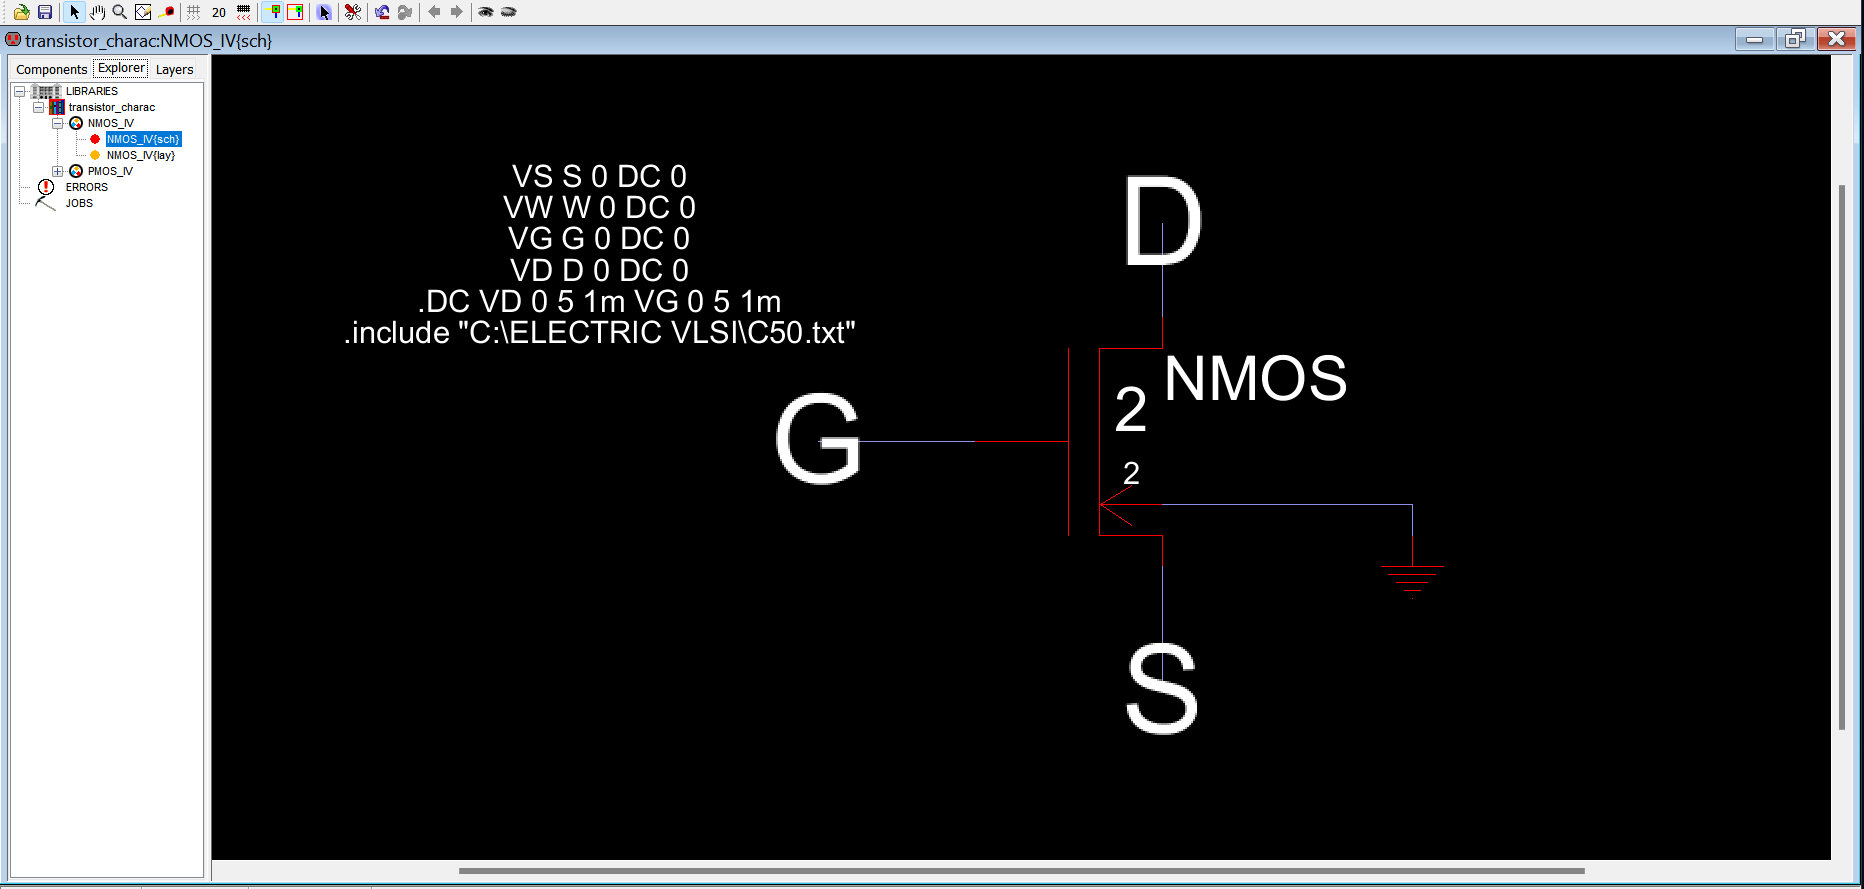 20
transistor_charac:NMOS_IV{sch}
Components Explorer Layers
LIBRARIES
transistor_charac
NMOS_IV
NMOS_IV{sch}
NMOS_IV{lay}
PMOS_IV
ERRORS
JOBS
VS S 0 DC 0
VW W 0 DC 0
VG G 0 DC 0
VD D 0 DC 0
.DC VD 0 5 1m VG 0 5 1m
.include "C:\ELECTRIC VLSI\C50.txt"
D
NMOS
2
G
2
S